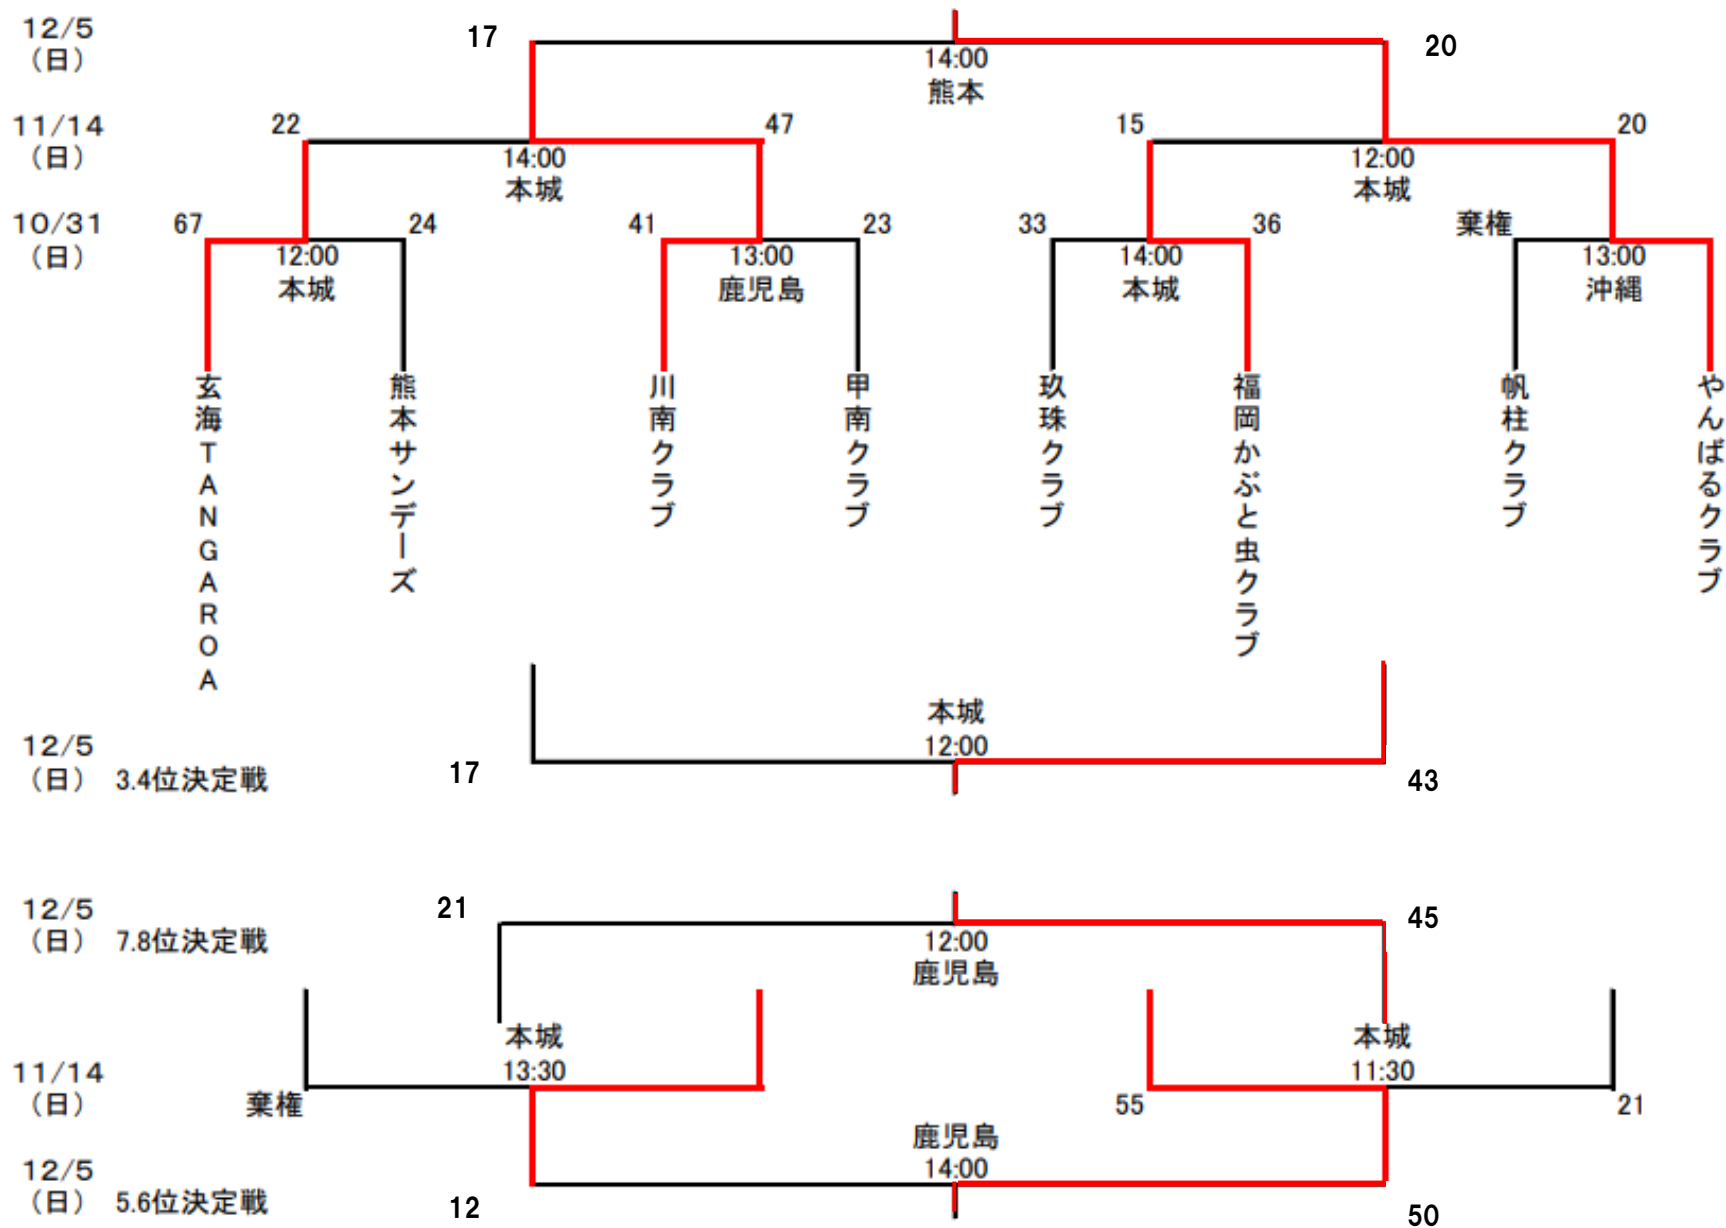 12/5
（日）
17
20
14:00
熊本
11/14
（日）
22
47
15
20
14:00
本城
12:00
本城
10/31
（日）
67
24
41
23
33
36
棄権
12:00
本城
13:00
鹿児島
14:00
本城
13:00
沖縄
玄海TANGAROA
熊本サンデーズ
川南クラブ
甲南クラブ
玖珠クラブ
福岡かぶと虫クラブ
帆柱クラブ
やんばるクラブ
本城
12:00
12/5
（日） 3.4位決定戦
17
43
12/5
（日） 7.8位決定戦
21
45
12:00
鹿児島
本城
13:30
本城
11:30
11/14
（日）
棄権
55
21
鹿児島
14:00
12/5
（日） 5.6位決定戦
12
50